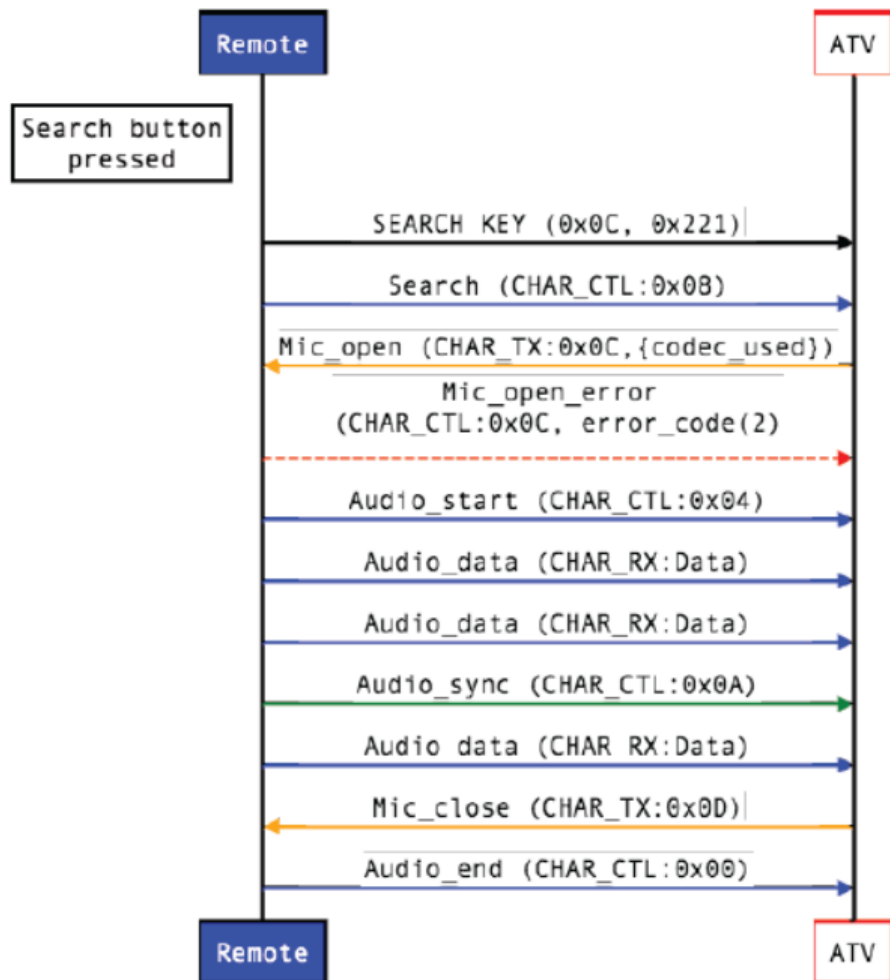 Remote
ATV
Search button
pressed
SEARCH KEY (0x0C, 0x221)
Search (CHAR_CTL:0x08)
Mic_open (CHAR_TX:0x0C,{codec_used})
Mic_open_error
(CHAR_CTL:0x0C, error_code(2)
Audio_start (CHAR_CTL:0x04)
Audio_data (CHAR_RX:Data)
Audio_data (CHAR_RX:Data)
Audio_sync (CHAR_CTL:0x0A)
Audio data (CHAR RX:Data)
Mic_close (CHAR_TX:0x0D)
Audio_end (CHAR_CTL:0x00)
Remote
ATV